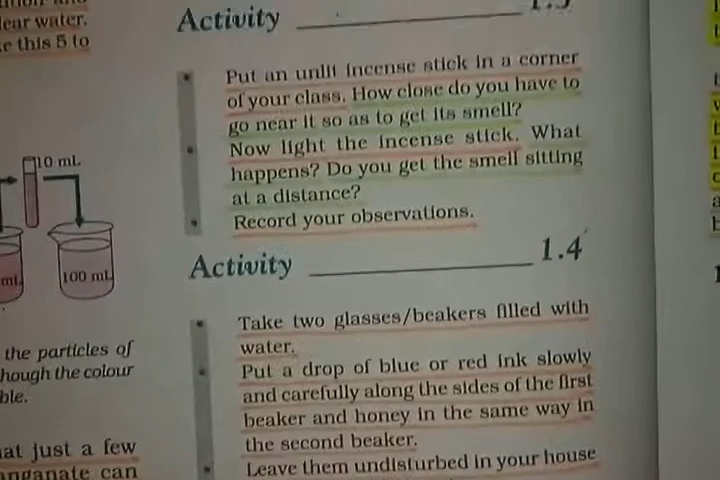 lear water.
e this 5 to
10 mL
mL
100 mL
the particles of
hough the colour
ble.
at just a few
anganate can
Activity
Put an unlit incense stick in a corner
of your class. How close do you have to
go near it so as to get its smell?
Now light the incense stick. What
happens? Do you get the smell sitting
at a distance?
Record your observations.
Activity 1.4
Take two glasses/beakers filled with
water.
Put a drop of blue or red ink slowly
and carefully along the sides of the first
beaker and honey in the same way in
the second beaker.
Leave them undisturbed in your house